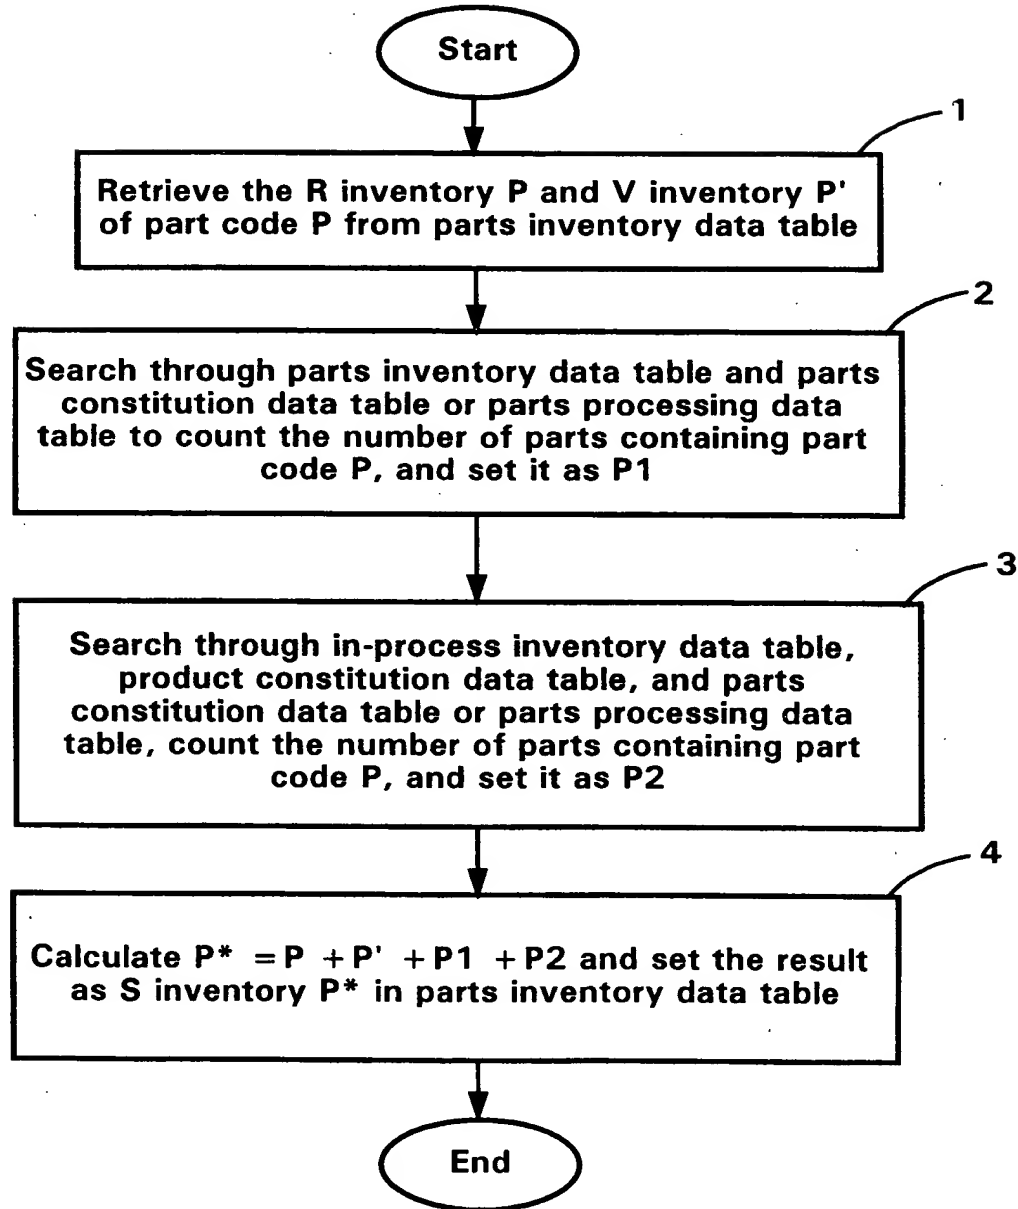 Start
1
Retrieve the R inventory P and V inventory P'
of part code P from parts inventory data table
2
Search through parts inventory data table and parts
constitution data table or parts processing data
table to count the number of parts containing part
code P, and set it as P1
3
Search through in-process inventory data table,
product constitution data table, and parts
constitution data table or parts processing data
table, count the number of parts containing part
code P, and set it as P2
4
Calculate P* = P + P' + P1 + P2 and set the result
as S inventory P* in parts inventory data table
End